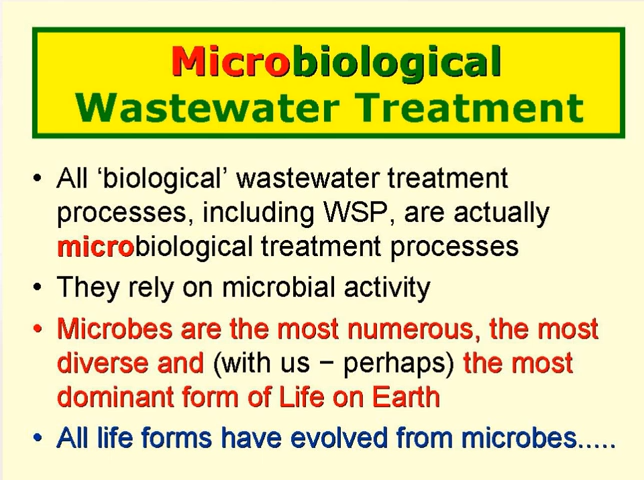 Microbiological
Wastewater Treatment
• All ‘biological’ wastewater treatment
processes, including WSP, are actually
microbiological treatment processes
• They rely on microbial activity
• Microbes are the most numerous, the most
diverse and (with us – perhaps) the most
dominant form of Life on Earth
• All life forms have evolved from microbes.....